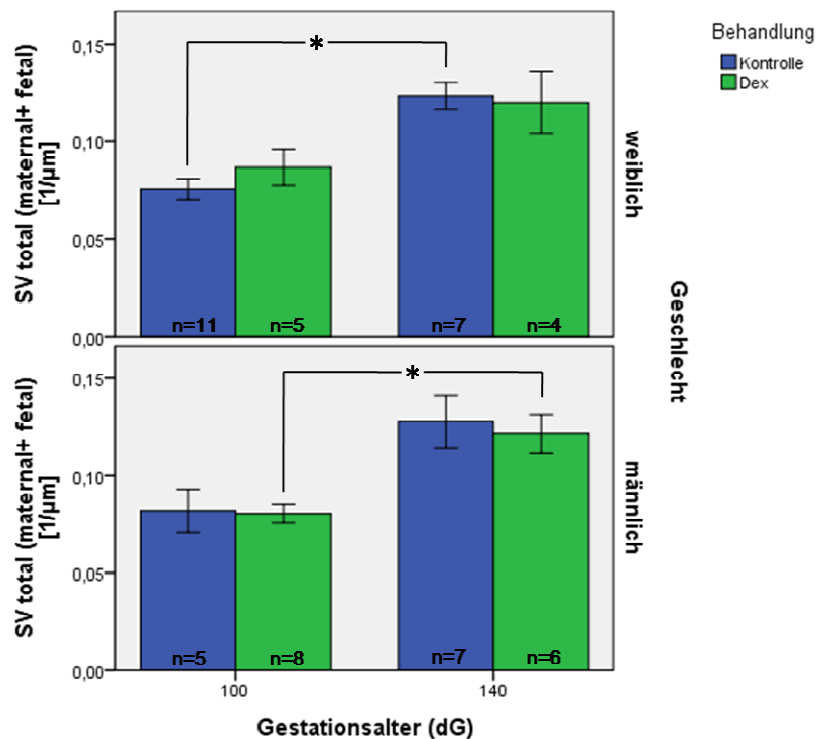 Behandlung
Kontrolle
Dex
SV total (maternal+ fetal)
[1/µm]
0,15
0,10
0,05
0,00
*
n=11
n=5
n=7
n=4
weiblich
Geschlecht
SV total (maternal+ fetal)
[1/µm]
0,15
0,10
0,05
0,00
*
n=5
n=8
n=7
n=6
männlich
100
140
Gestationsalter (dG)